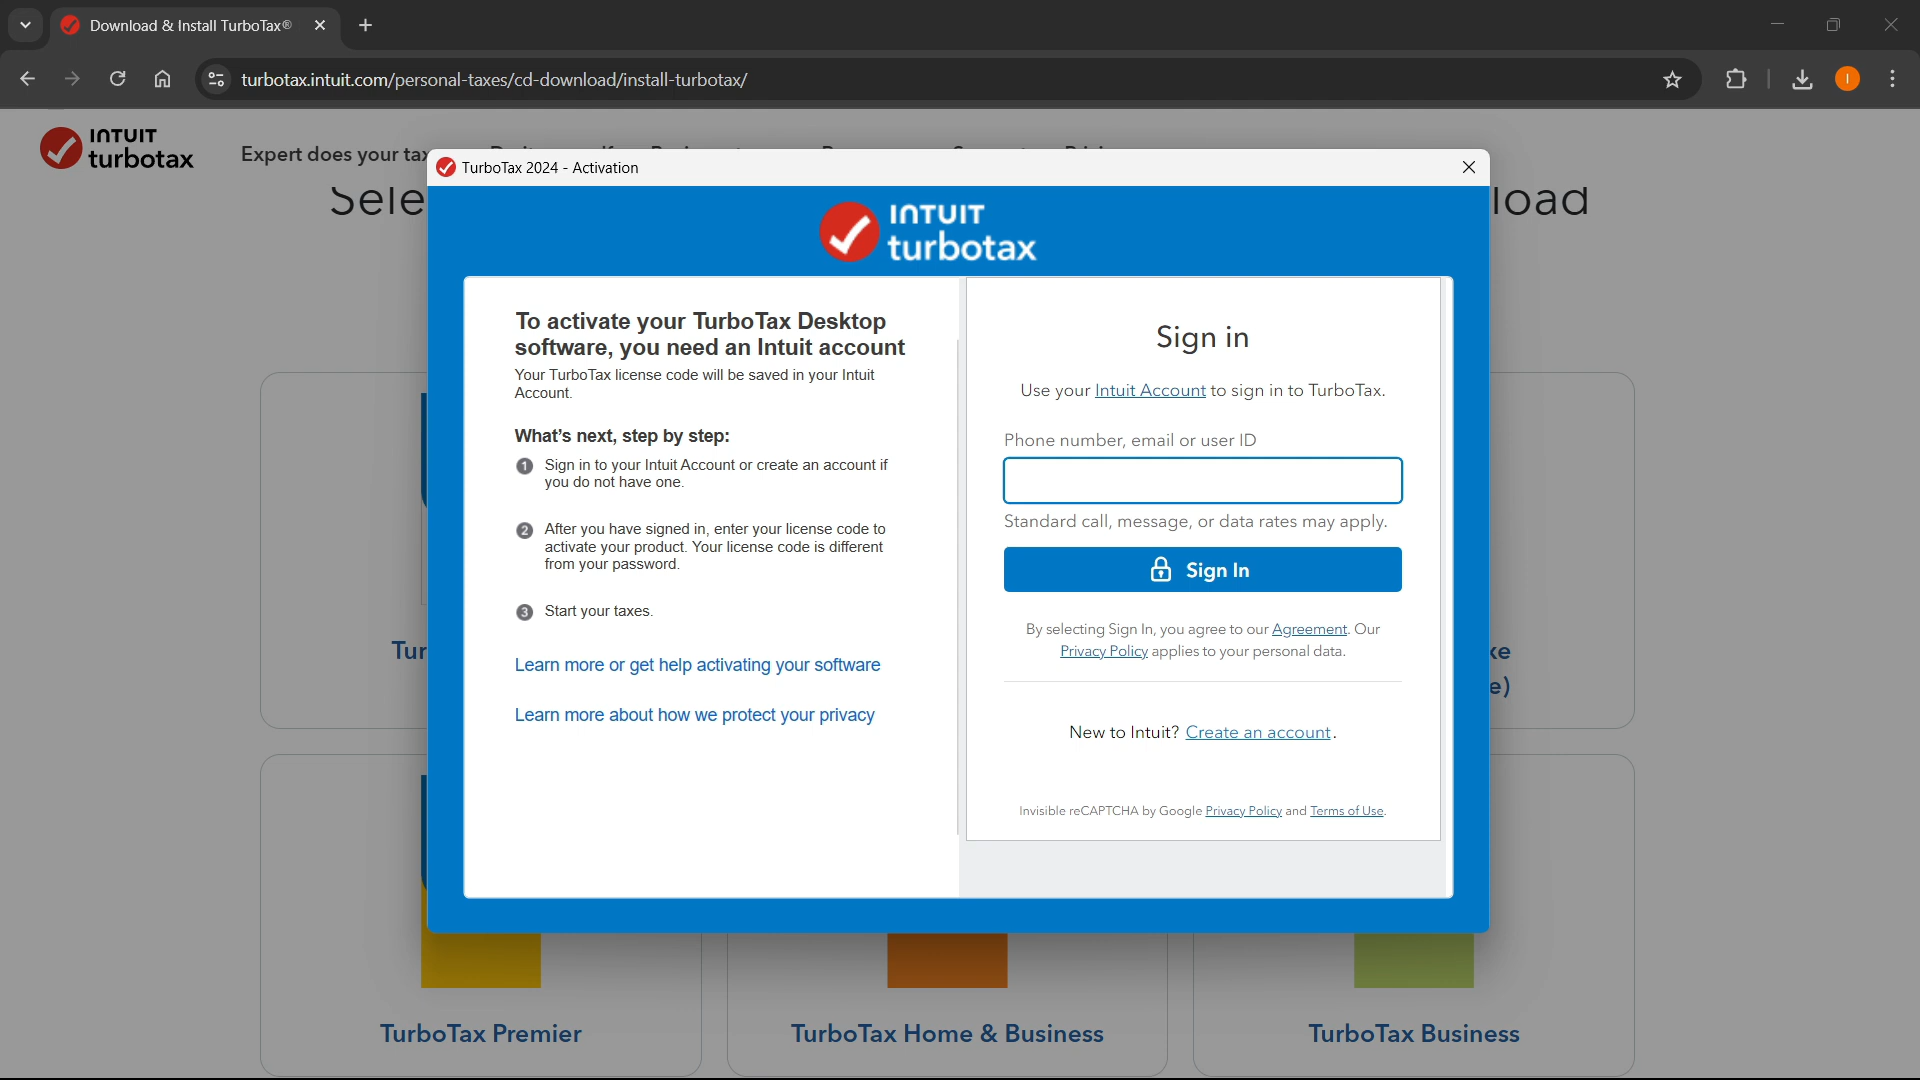 Download & Install TurboTax®
turbotax.intuit.com/personal-taxes/cd-download/install-turbotax/
I
INTUIT
turbotax
Expert does your tax
Sele
load
TurboTax 2024 - Activation
INTUIT
turbotax
To activate your TurboTax Desktop
software, you need an Intuit account
Your TurboTax license code will be saved in your Intuit
Account.
What's next, step by step:
1 Sign in to your Intuit Account or create an account if
you do not have one.
2 After you have signed in, enter your license code to
activate your product. Your license code is different
from your password.
3 Start your taxes.
Learn more or get help activating your software
Learn more about how we protect your privacy
Sign in
Use your Intuit Account to sign in to TurboTax.
Phone number, email or user ID
Standard call, message, or data rates may apply.
Sign In
By selecting Sign In, you agree to our Agreement. Our
Privacy Policy applies to your personal data.
New to Intuit? Create an account.
Invisible reCAPTCHA by Google Privacy Policy and Terms of Use.
Tur
xe
e)
TurboTax Premier
TurboTax Home & Business
TurboTax Business